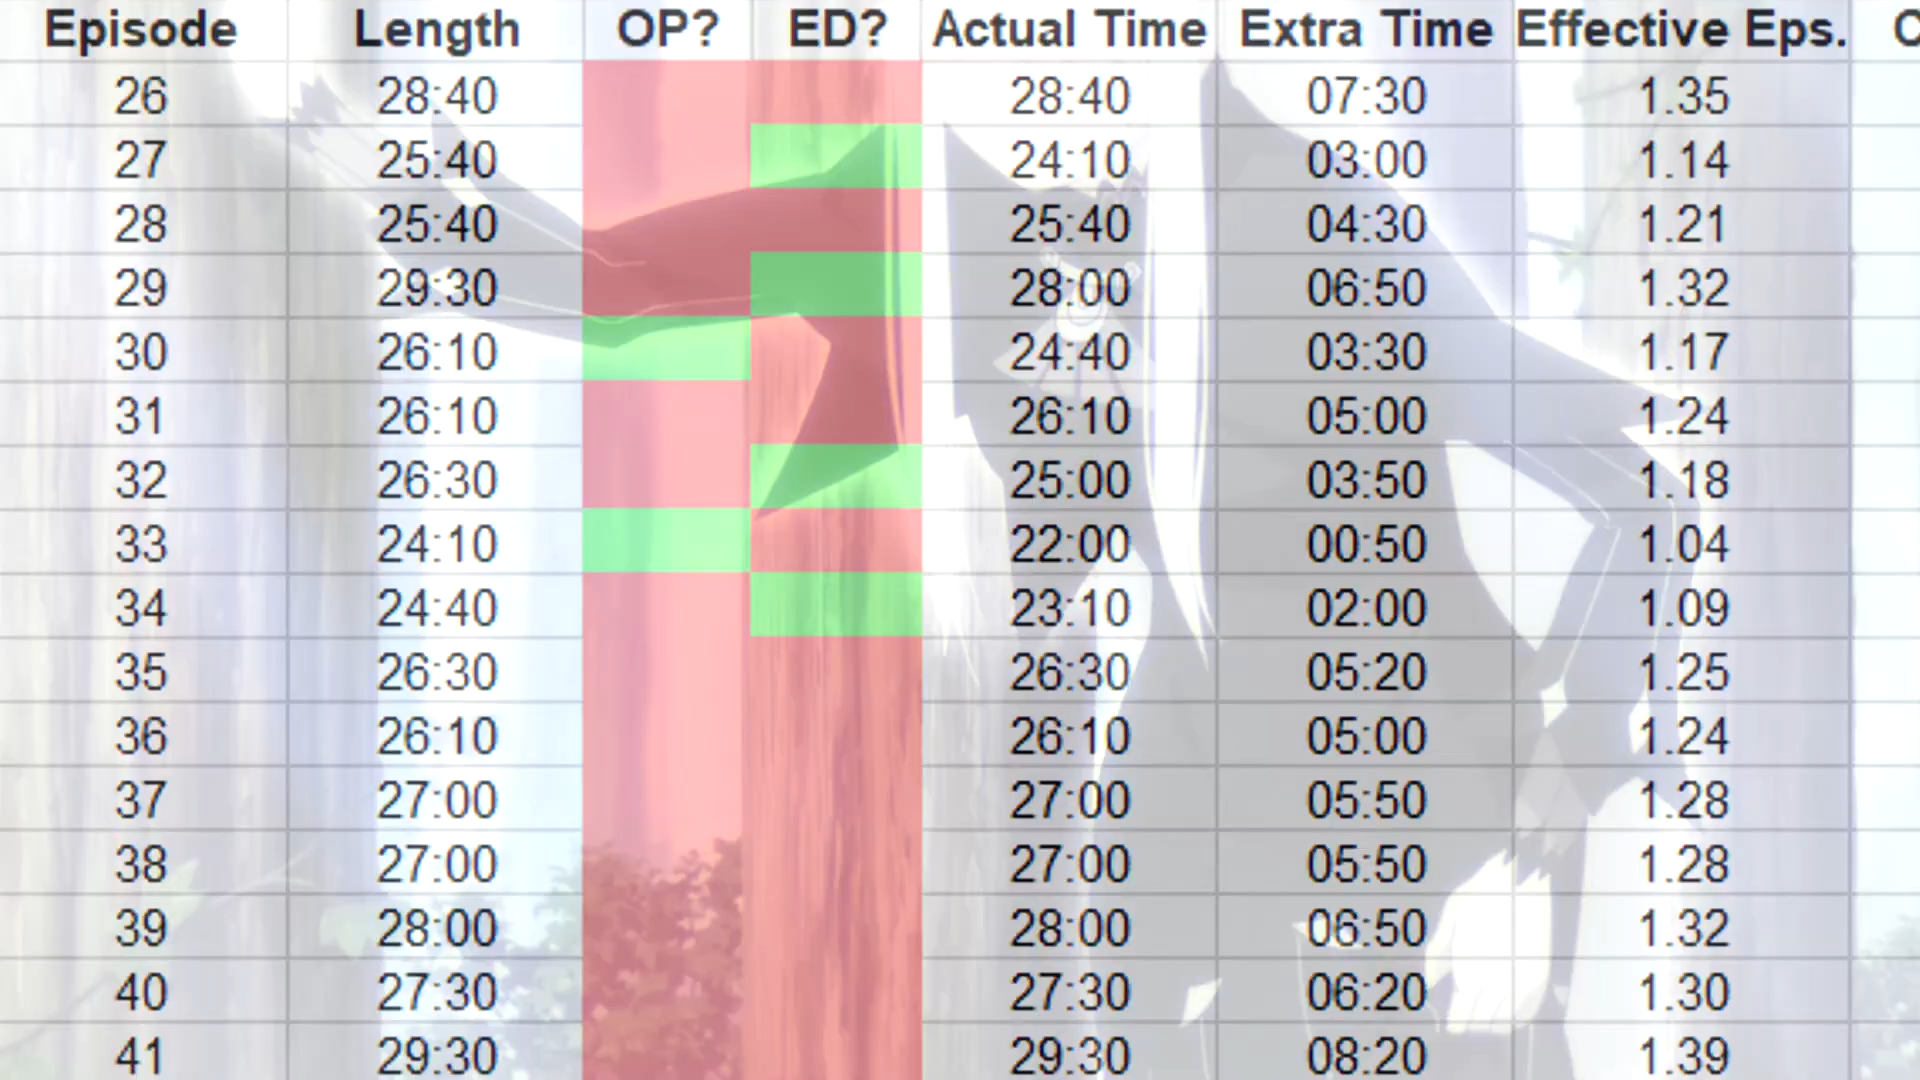 Episode Length OP? ED? Actual Time Extra Time Effective Eps. C
26 28:40 28:40 07:30 1.35
27 25:40 24:10 03:00 1.14
28 25:40 25:40 04:30 1.21
29 29:30 28:00 06:50 1.32
30 26:10 24:40 03:30 1.17
31 26:10 26:10 05:00 1.24
32 26:30 25:00 03:50 1.18
33 24:10 22:00 00:50 1.04
34 24:40 23:10 02:00 1.09
35 26:30 26:30 05:20 1.25
36 26:10 26:10 05:00 1.24
37 27:00 27:00 05:50 1.28
38 27:00 27:00 05:50 1.28
39 28:00 28:00 06:50 1.32
40 27:30 27:30 06:20 1.30
41 29:30 29:30 08:20 1.39